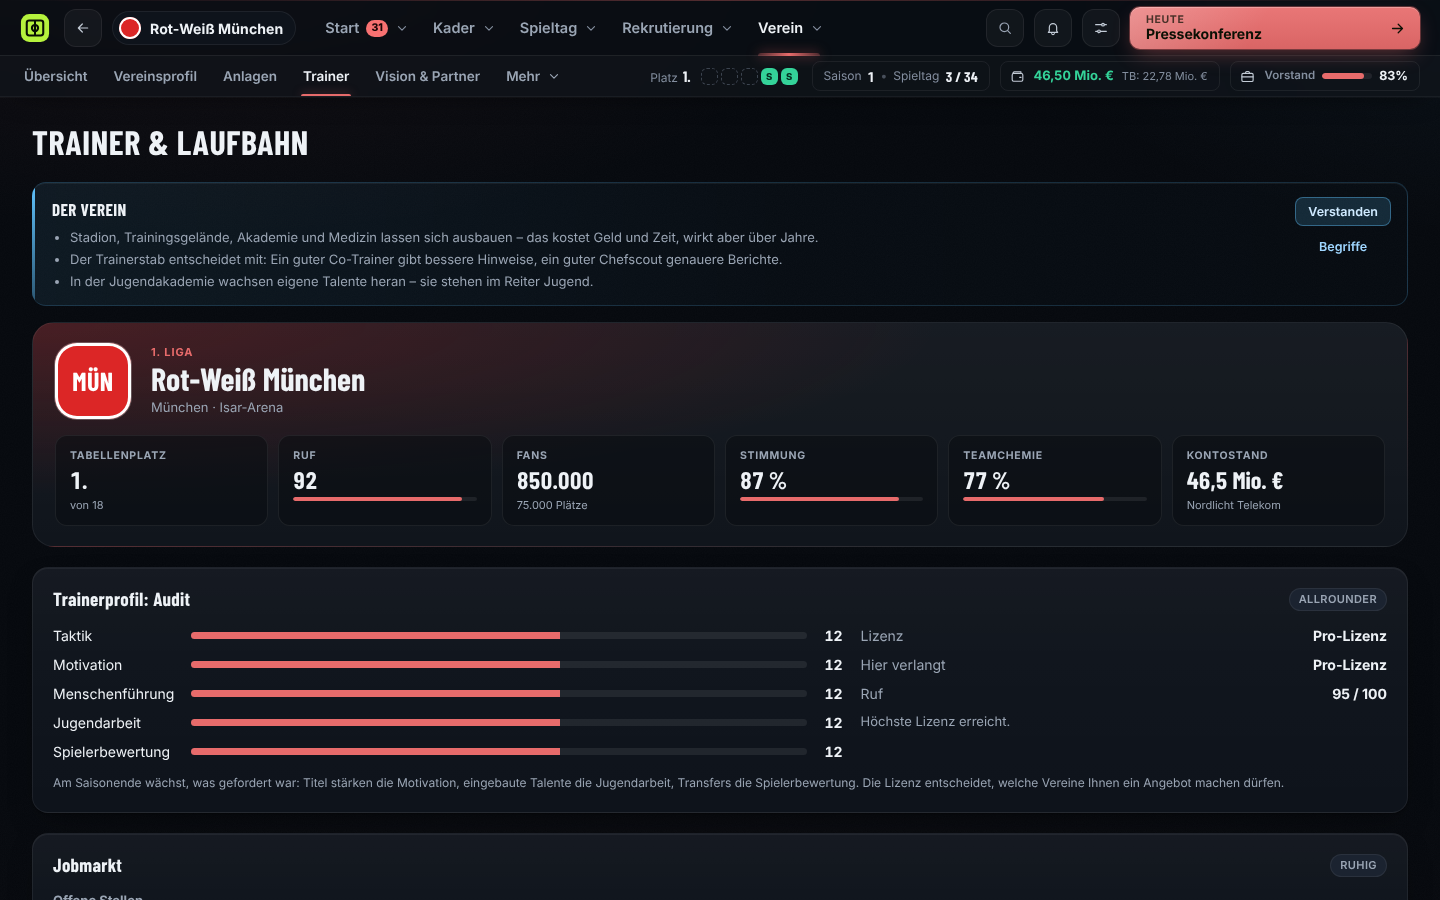 Rot-Weiß München
Start 31
Kader
Spieltag
Rekrutierung
Verein
HEUTE
Pressekonferenz
Übersicht
Vereinsprofil
Anlagen
Trainer
Vision & Partner
Mehr
Platz 1.
S S
Saison 1 • Spieltag 3 / 34
46,50 Mio. € TB: 22,78 Mio. €
Vorstand 83%
TRAINER & LAUFBAHN
DER VEREIN
• Stadion, Trainingsgelände, Akademie und Medizin lassen sich ausbauen – das kostet Geld und Zeit, wirkt aber über Jahre.
• Der Trainerstab entscheidet mit: Ein guter Co-Trainer gibt bessere Hinweise, ein guter Chefscout genauere Berichte.
• In der Jugendakademie wachsen eigene Talente heran – sie stehen im Reiter Jugend.
Verstanden
Begriffe
MÜN
1. LIGA
Rot-Weiß München
München · Isar-Arena
TABELLENPLATZ
1.
von 18
RUF
92
FANS
850.000
75.000 Plätze
STIMMUNG
87 %
TEAMCHEMIE
77 %
KONTOSTAND
46,5 Mio. €
Nordlicht Telekom
Trainerprofil: Audit
ALLROUNDER
Taktik 12
Motivation 12
Menschenführung 12
Jugendarbeit 12
Spielerbewertung 12
Lizenz Pro-Lizenz
Hier verlangt Pro-Lizenz
Ruf 95 / 100
Höchste Lizenz erreicht.
Am Saisonende wächst, was gefordert war: Titel stärken die Motivation, eingebaute Talente die Jugendarbeit, Transfers die Spielerbewertung. Die Lizenz entscheidet, welche Vereine Ihnen ein Angebot machen dürfen.
Jobmarkt
RUHIG
Offene Stellen